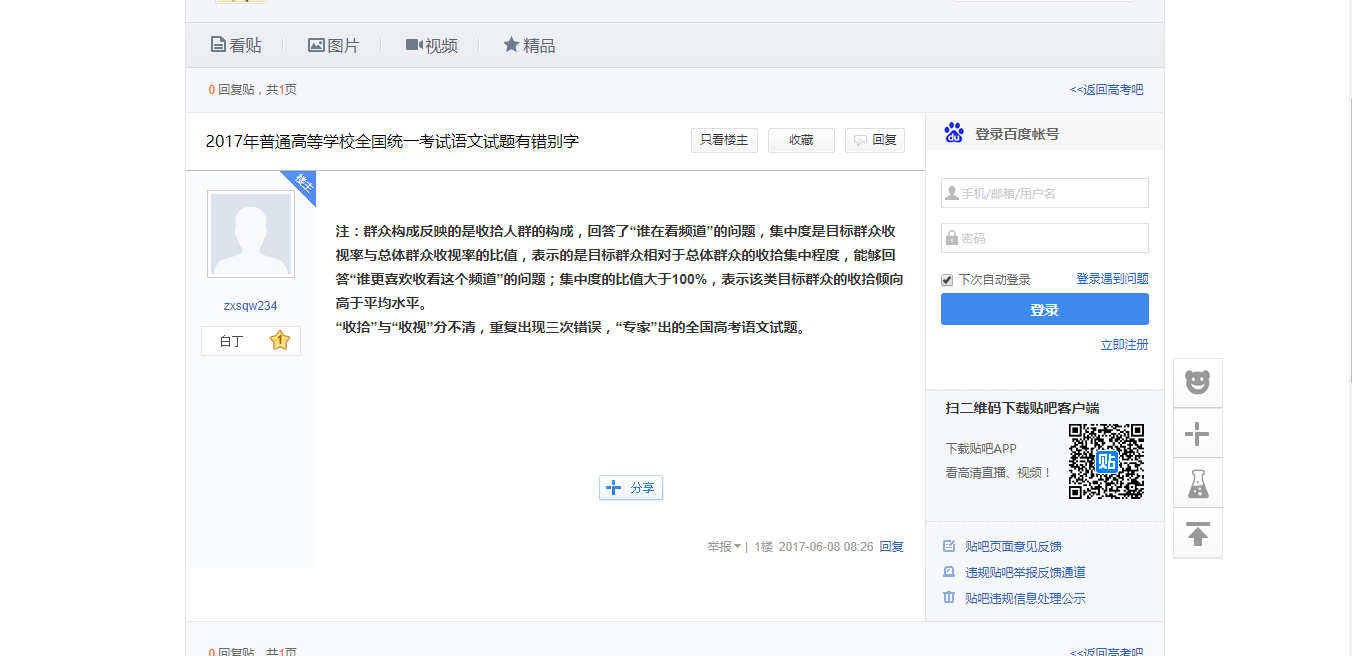 看贴 图片 视频 精品
0 回复贴，共1页 <<返回高考吧
2017年普通高等学校全国统一考试语文试题有错别字 只看楼主 收藏 回复
登录百度帐号
楼主
手机/邮箱/用户名
注：群众构成反映的是收拾人群的构成，回答了“谁在看频道”的问题，集中度是目标群众收
视率与总体群众收视率的比值，表示的是目标群众相对于总体群众的收拾集中程度，能够回
答“谁更喜欢收看这个频道”的问题；集中度的比值大于100%，表示该类目标群众的收拾倾向
高于平均水平。
“收拾”与“收视”分不清，重复出现三次错误，“专家”出的全国高考语文试题。
密码
下次自动登录 登录遇到问题
zxsqw234
登录
白丁 1
立即注册
扫二维码下载贴吧客户端
下载贴吧APP
看高清直播、视频！
贴
分享
举报 | 1楼 2017-06-08 08:26 回复
贴吧页面意见反馈
违规贴吧举报反馈通道
贴吧违规信息处理公示
0 回复贴，共1页 <<返回高考吧